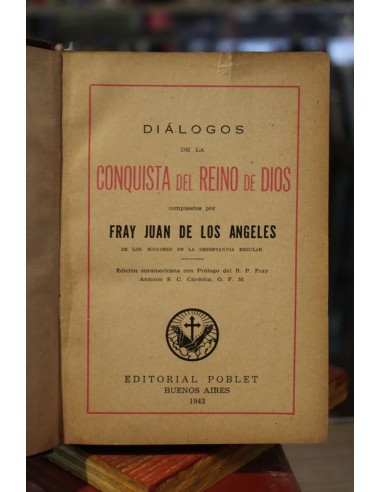 DIÁLOGOS
DE LA
CONQUISTA DEL REINO DE DIOS
compuestos por
FRAY JUAN DE LOS ANGELES
DE LOS MENORES DE LA OBSERVANCIA REGULAR
Edición suramericana con Prólogo del R. P. Fray
Antonio S. C. Córdoba, O. F. M.
EDITORIAL POBLET
BUENOS AIRES
1943